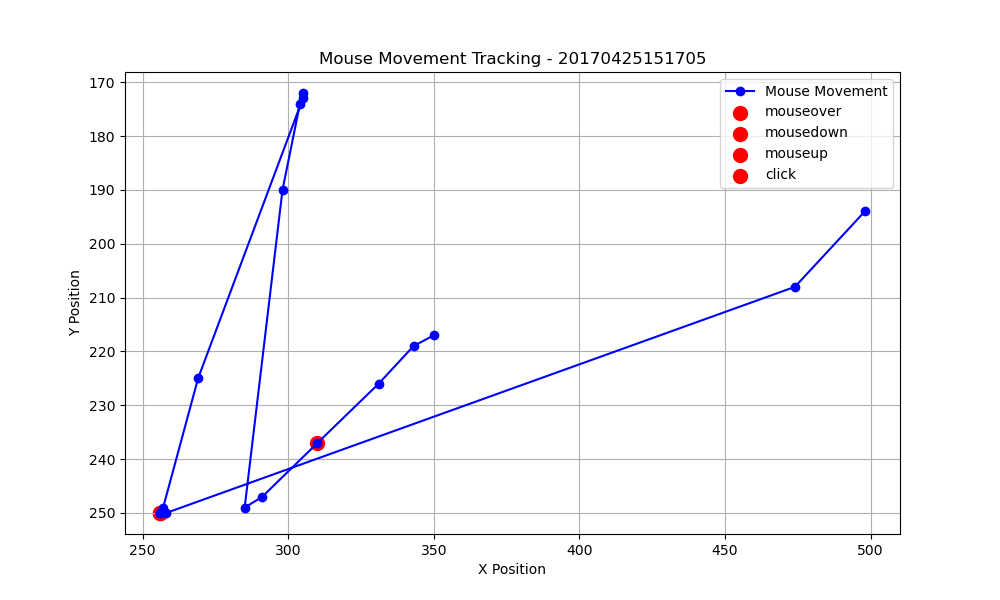 Mouse Movement Tracking - 20170425151705
Mouse Movement
mouseover
mousedown
mouseup
click
Y Position
170
180
190
200
210
220
230
240
250
250
300
350
400
450
500
X Position